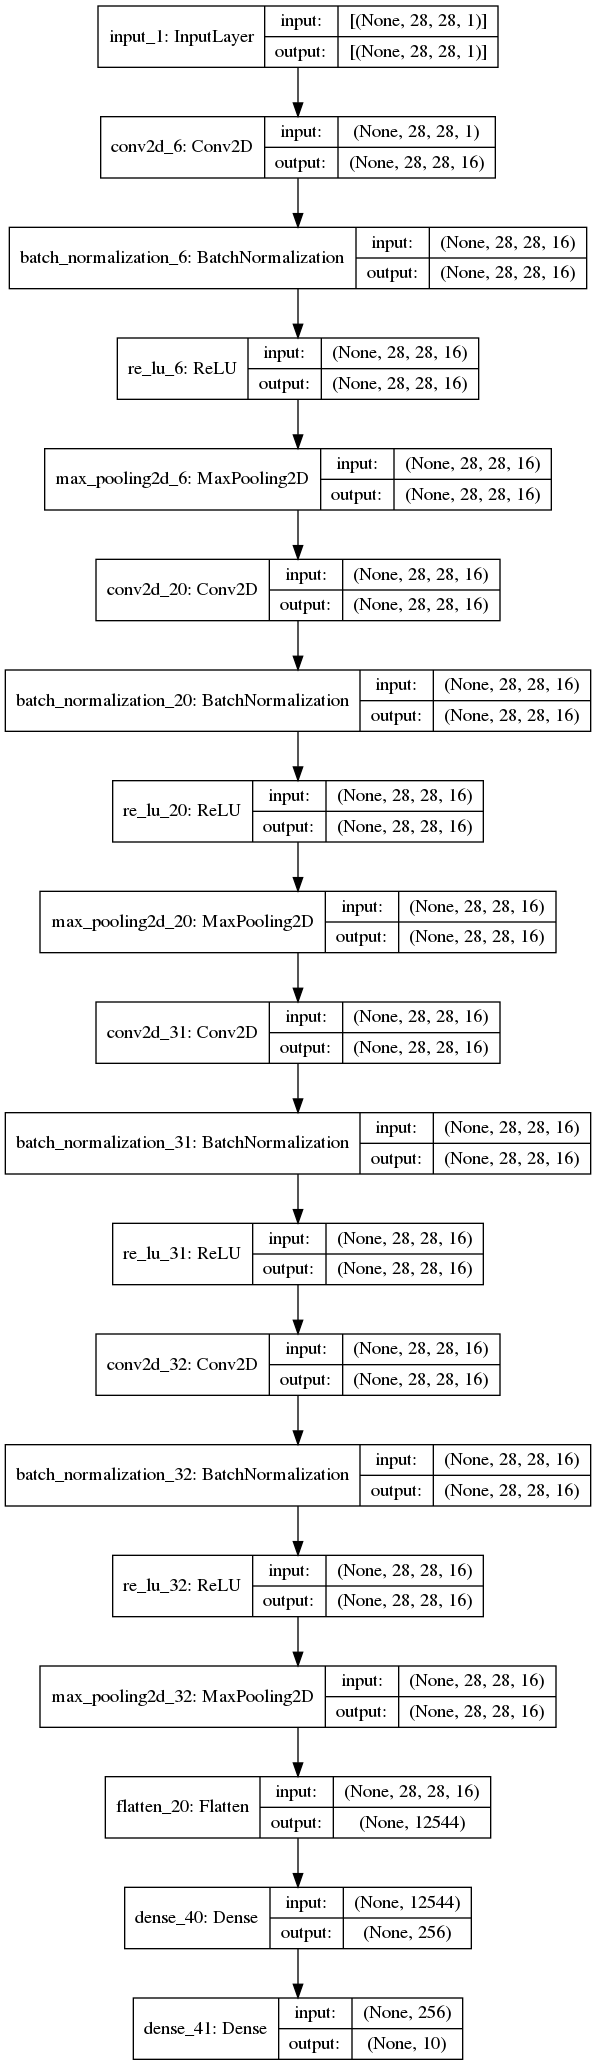 input_1: InputLayer
input: [(None, 28, 28, 1)]
output: [(None, 28, 28, 1)]
conv2d_6: Conv2D
input: (None, 28, 28, 1)
output: (None, 28, 28, 16)
batch_normalization_6: BatchNormalization
input: (None, 28, 28, 16)
output: (None, 28, 28, 16)
re_lu_6: ReLU
input: (None, 28, 28, 16)
output: (None, 28, 28, 16)
max_pooling2d_6: MaxPooling2D
input: (None, 28, 28, 16)
output: (None, 28, 28, 16)
conv2d_20: Conv2D
input: (None, 28, 28, 16)
output: (None, 28, 28, 16)
batch_normalization_20: BatchNormalization
input: (None, 28, 28, 16)
output: (None, 28, 28, 16)
re_lu_20: ReLU
input: (None, 28, 28, 16)
output: (None, 28, 28, 16)
max_pooling2d_20: MaxPooling2D
input: (None, 28, 28, 16)
output: (None, 28, 28, 16)
conv2d_31: Conv2D
input: (None, 28, 28, 16)
output: (None, 28, 28, 16)
batch_normalization_31: BatchNormalization
input: (None, 28, 28, 16)
output: (None, 28, 28, 16)
re_lu_31: ReLU
input: (None, 28, 28, 16)
output: (None, 28, 28, 16)
conv2d_32: Conv2D
input: (None, 28, 28, 16)
output: (None, 28, 28, 16)
batch_normalization_32: BatchNormalization
input: (None, 28, 28, 16)
output: (None, 28, 28, 16)
re_lu_32: ReLU
input: (None, 28, 28, 16)
output: (None, 28, 28, 16)
max_pooling2d_32: MaxPooling2D
input: (None, 28, 28, 16)
output: (None, 28, 28, 16)
flatten_20: Flatten
input: (None, 28, 28, 16)
output: (None, 12544)
dense_40: Dense
input: (None, 12544)
output: (None, 256)
dense_41: Dense
input: (None, 256)
output: (None, 10)